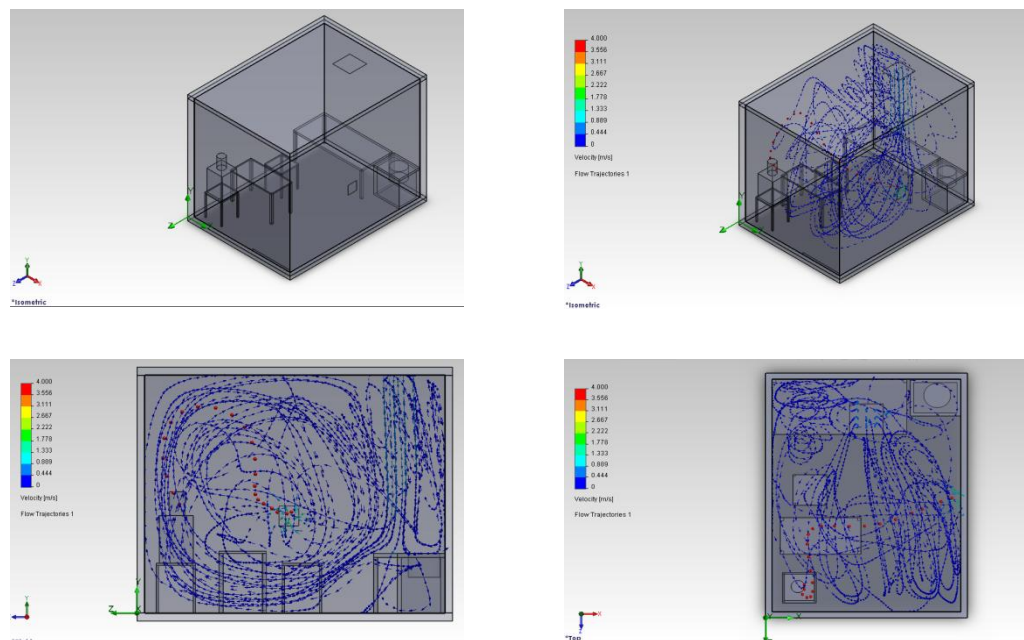 Y
Z
Y
Z
X
*Isometric
4.000
3.556
3.111
2.667
2.222
1.778
1.333
0.889
0.444
0
Velocity [m/s]
Flow Trajectories 1
Y
Z
Y
Z
X
*Isometric
4.000
3.556
3.111
2.667
2.222
1.778
1.333
0.889
0.444
0
Velocity [m/s]
Flow Trajectories 1
Y
Z
X
Y
4.000
3.556
3.111
2.667
2.222
1.778
1.333
0.889
0.444
0
Velocity [m/s]
Flow Trajectories 1
Y
X
X
Z
*Top